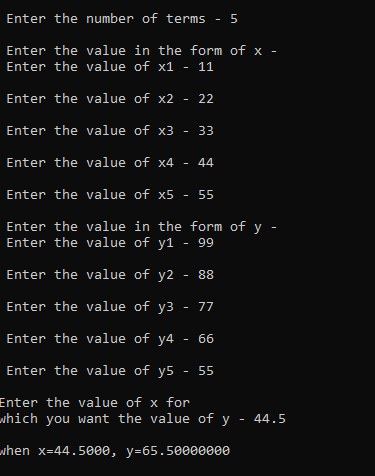 Enter the number of terms - 5
Enter the value in the form of x -
Enter the value of x1 - 11
Enter the value of x2 - 22
Enter the value of x3 - 33
Enter the value of x4 - 44
Enter the value of x5 - 55
Enter the value in the form of y -
Enter the value of y1 - 99
Enter the value of y2 - 88
Enter the value of y3 - 77
Enter the value of y4 - 66
Enter the value of y5 - 55
Enter the value of x for
which you want the value of y - 44.5
when x=44.5000, y=65.50000000